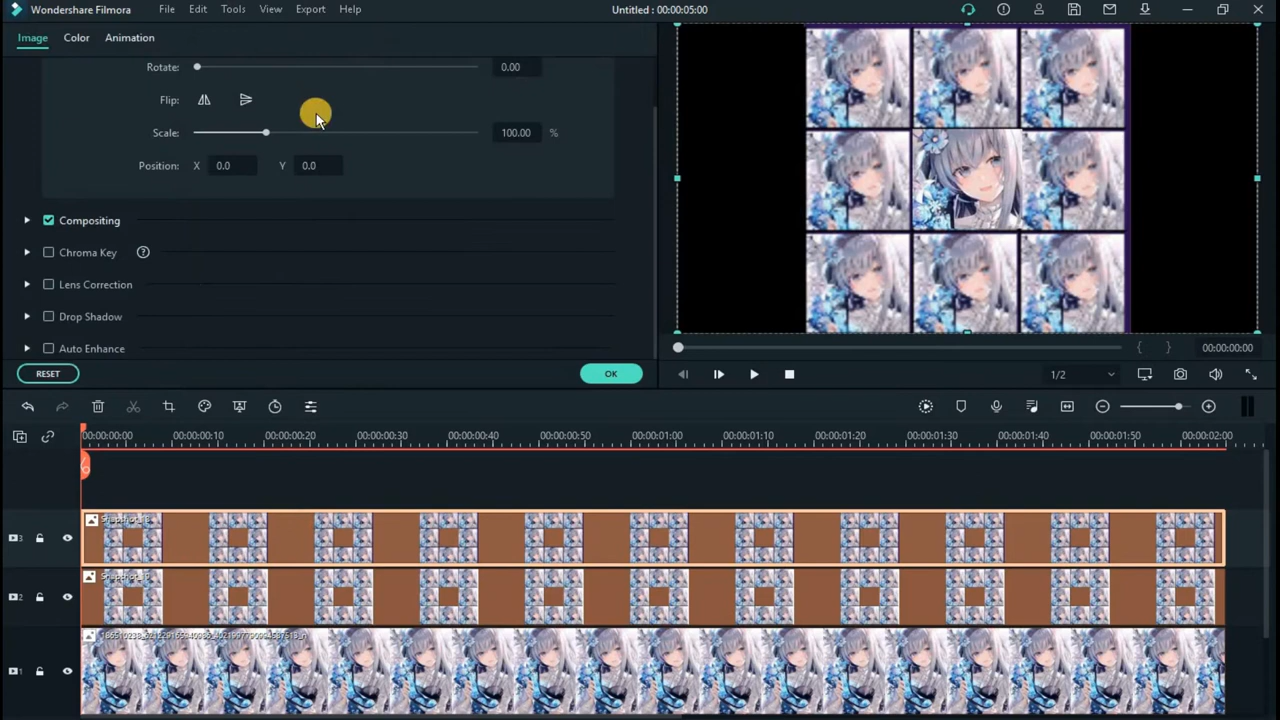 Wondershare Filmora File Edit Tools View Export Help Untitled : 00:00:05:00
Image Color Animation
Rotate: 0.00
Flip:
Scale: 100.00 %
Position: X 0.0 Y 0.0
Compositing
Chroma Key ?
Lens Correction
Drop Shadow
Auto Enhance
00:00:00:00
RESET OK
1/2
00:00:00:00 00:00:00:10 00:00:00:20 00:00:00:30 00:00:00:40 00:00:00:50 00:00:01:00 00:00:01:10 00:00:01:20 00:00:01:30 00:00:01:40 00:00:01:50 00:00:02:00
3
2
1